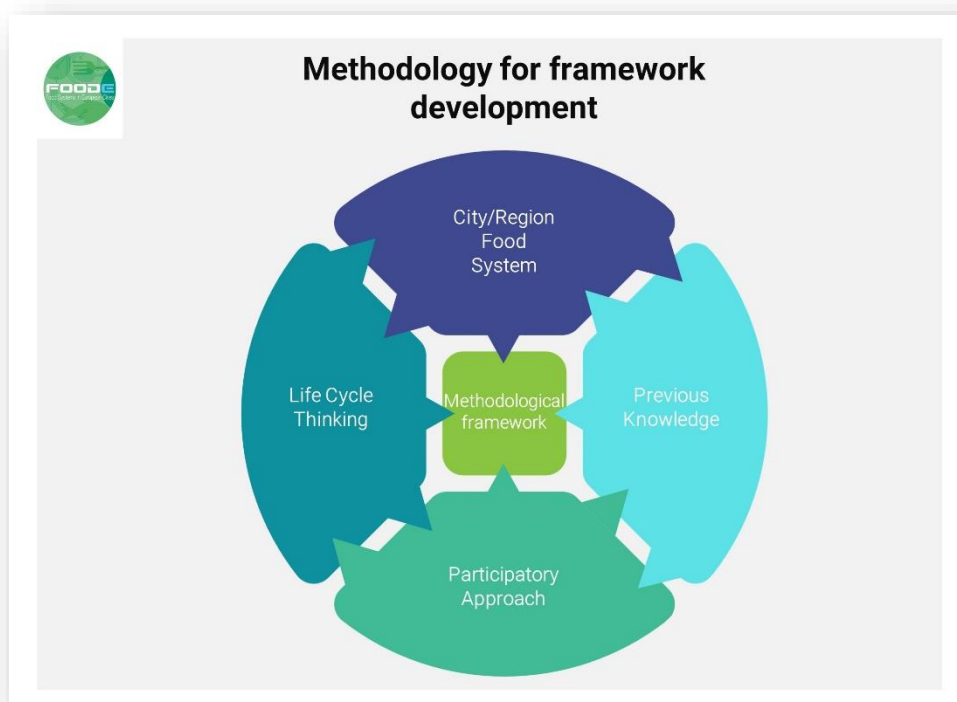 FOODE
Methodology for framework
development
City/Region
Food
System
Life Cycle
Thinking
Methodological
framework
Previous
Knowledge
Participatory
Approach